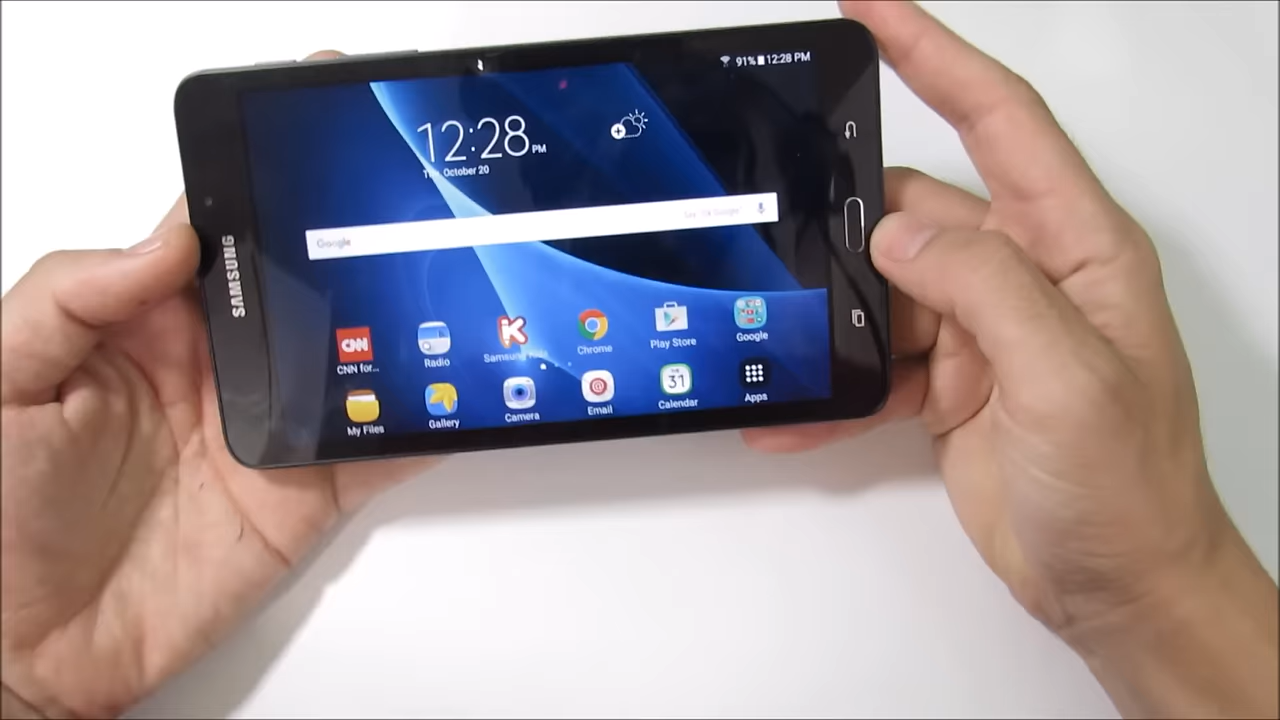 91% 12:28 PM
12:28 PM
October 20
Google
SAMSUNG
CNN
CNN for...
Radio
Samsung
Chrome
Play Store
Google
My Files
Gallery
Camera
Email
31
Calendar
Apps